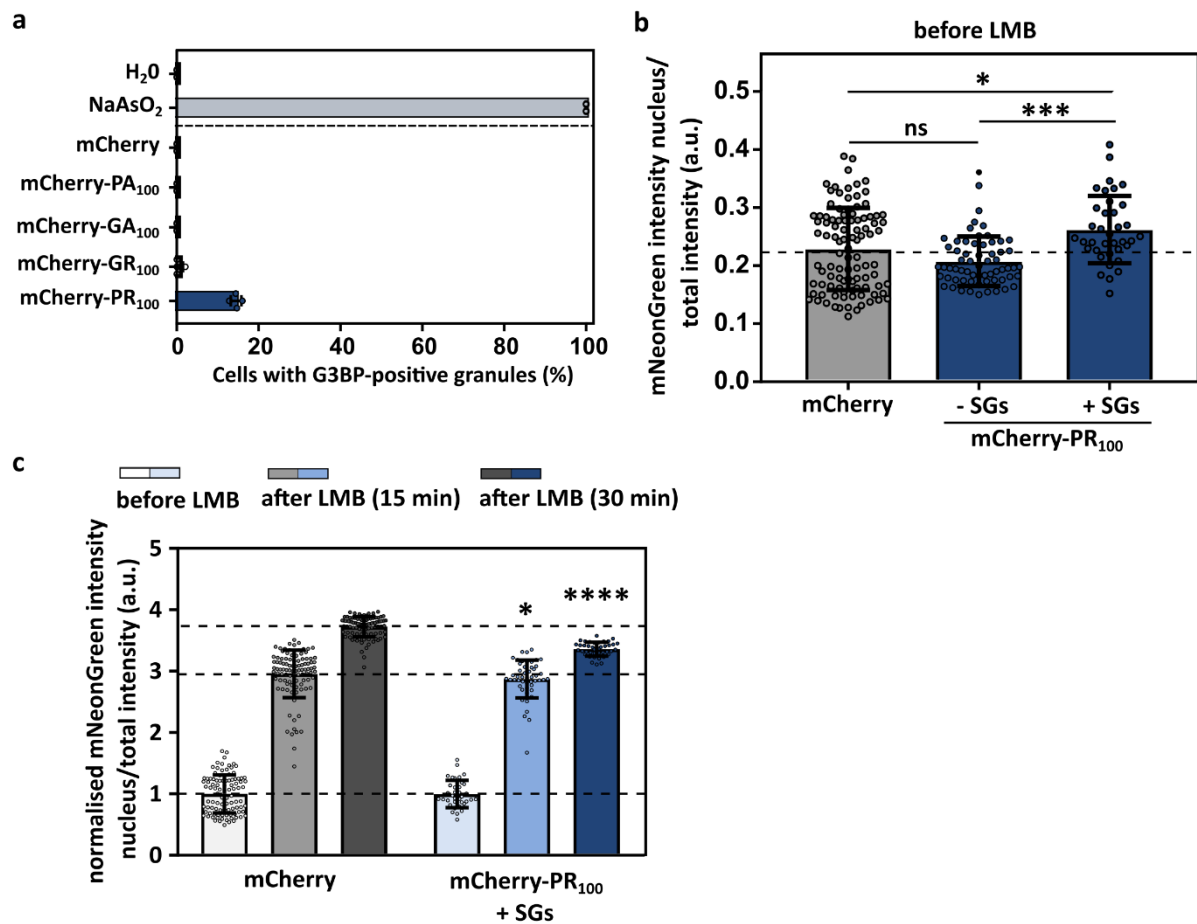 a
H₂0
NaAsO₂
mCherry
mCherry-PA₁₀₀
mCherry-GA₁₀₀
mCherry-GR₁₀₀
mCherry-PR₁₀₀
0 20 40 60 80 100
Cells with G3BP-positive granules (%)
b
before LMB
mNeonGreen intensity nucleus/
total intensity (a.u.)
0.5
0.4
0.3
0.2
0.1
0.0
*
ns
***
mCherry - SGs + SGs
mCherry-PR₁₀₀
c
before LMB after LMB (15 min) after LMB (30 min)
normalised mNeonGreen intensity
nucleus/total intensity (a.u.)
5
4
3
2
1
0
* ****
mCherry mCherry-PR₁₀₀
+ SGs